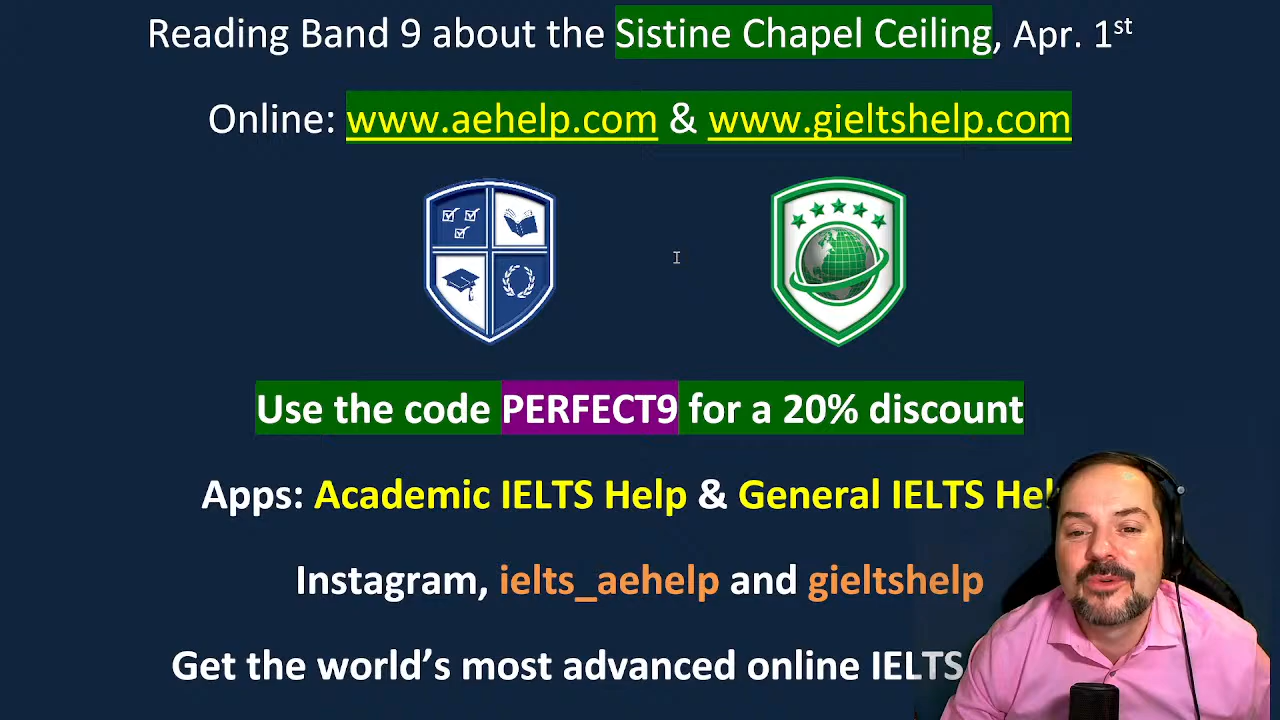 Reading Band 9 about the Sistine Chapel Ceiling, Apr. 1st
Online: www.aehelp.com & www.gieltshelp.com
Use the code PERFECT9 for a 20% discount
Apps: Academic IELTS Help & General IELTS
Instagram, ielts_aehelp and gieltshelp
Get the world’s most advanced online IELTS